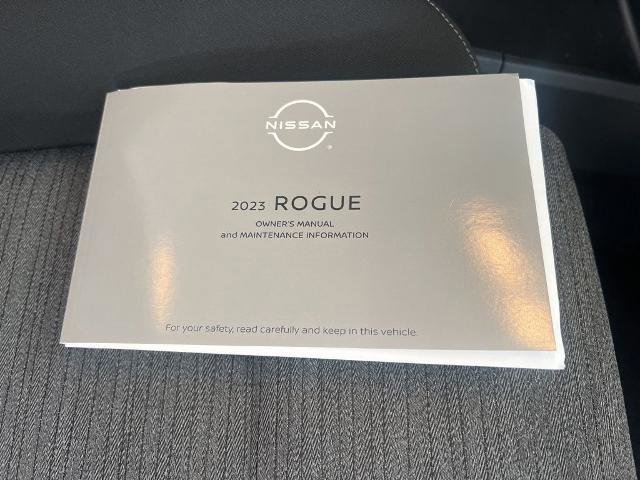 NISSAN
2023 ROGUE
OWNER'S MANUAL
and MAINTENANCE INFORMATION
For your safety, read carefully and keep in this vehicle.